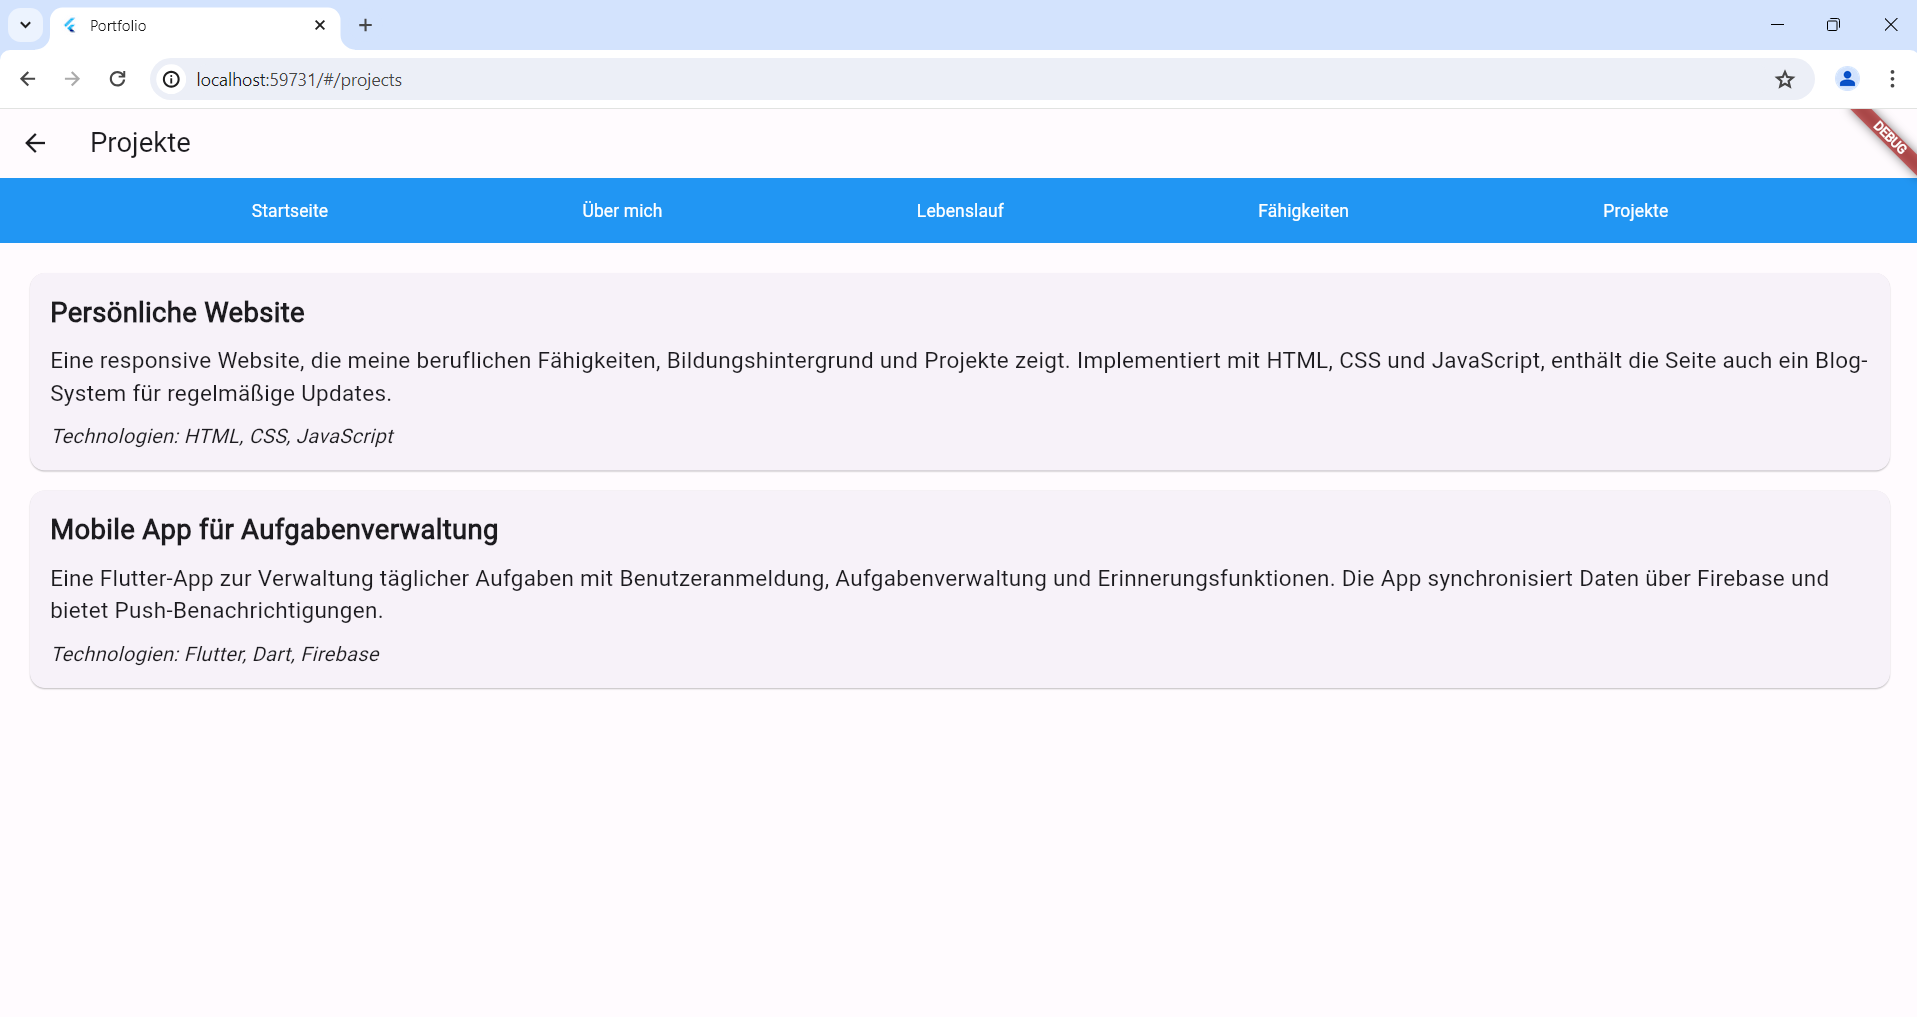 Portfolio
localhost:59731/#/projects
Projekte
DEBUG
Startseite Über mich Lebenslauf Fähigkeiten Projekte
Persönliche Website
Eine responsive Website, die meine beruflichen Fähigkeiten, Bildungshintergrund und Projekte zeigt. Implementiert mit HTML, CSS und JavaScript, enthält die Seite auch ein Blog-
System für regelmäßige Updates.
Technologien: HTML, CSS, JavaScript
Mobile App für Aufgabenverwaltung
Eine Flutter-App zur Verwaltung täglicher Aufgaben mit Benutzeranmeldung, Aufgabenverwaltung und Erinnerungsfunktionen. Die App synchronisiert Daten über Firebase und
bietet Push-Benachrichtigungen.
Technologien: Flutter, Dart, Firebase